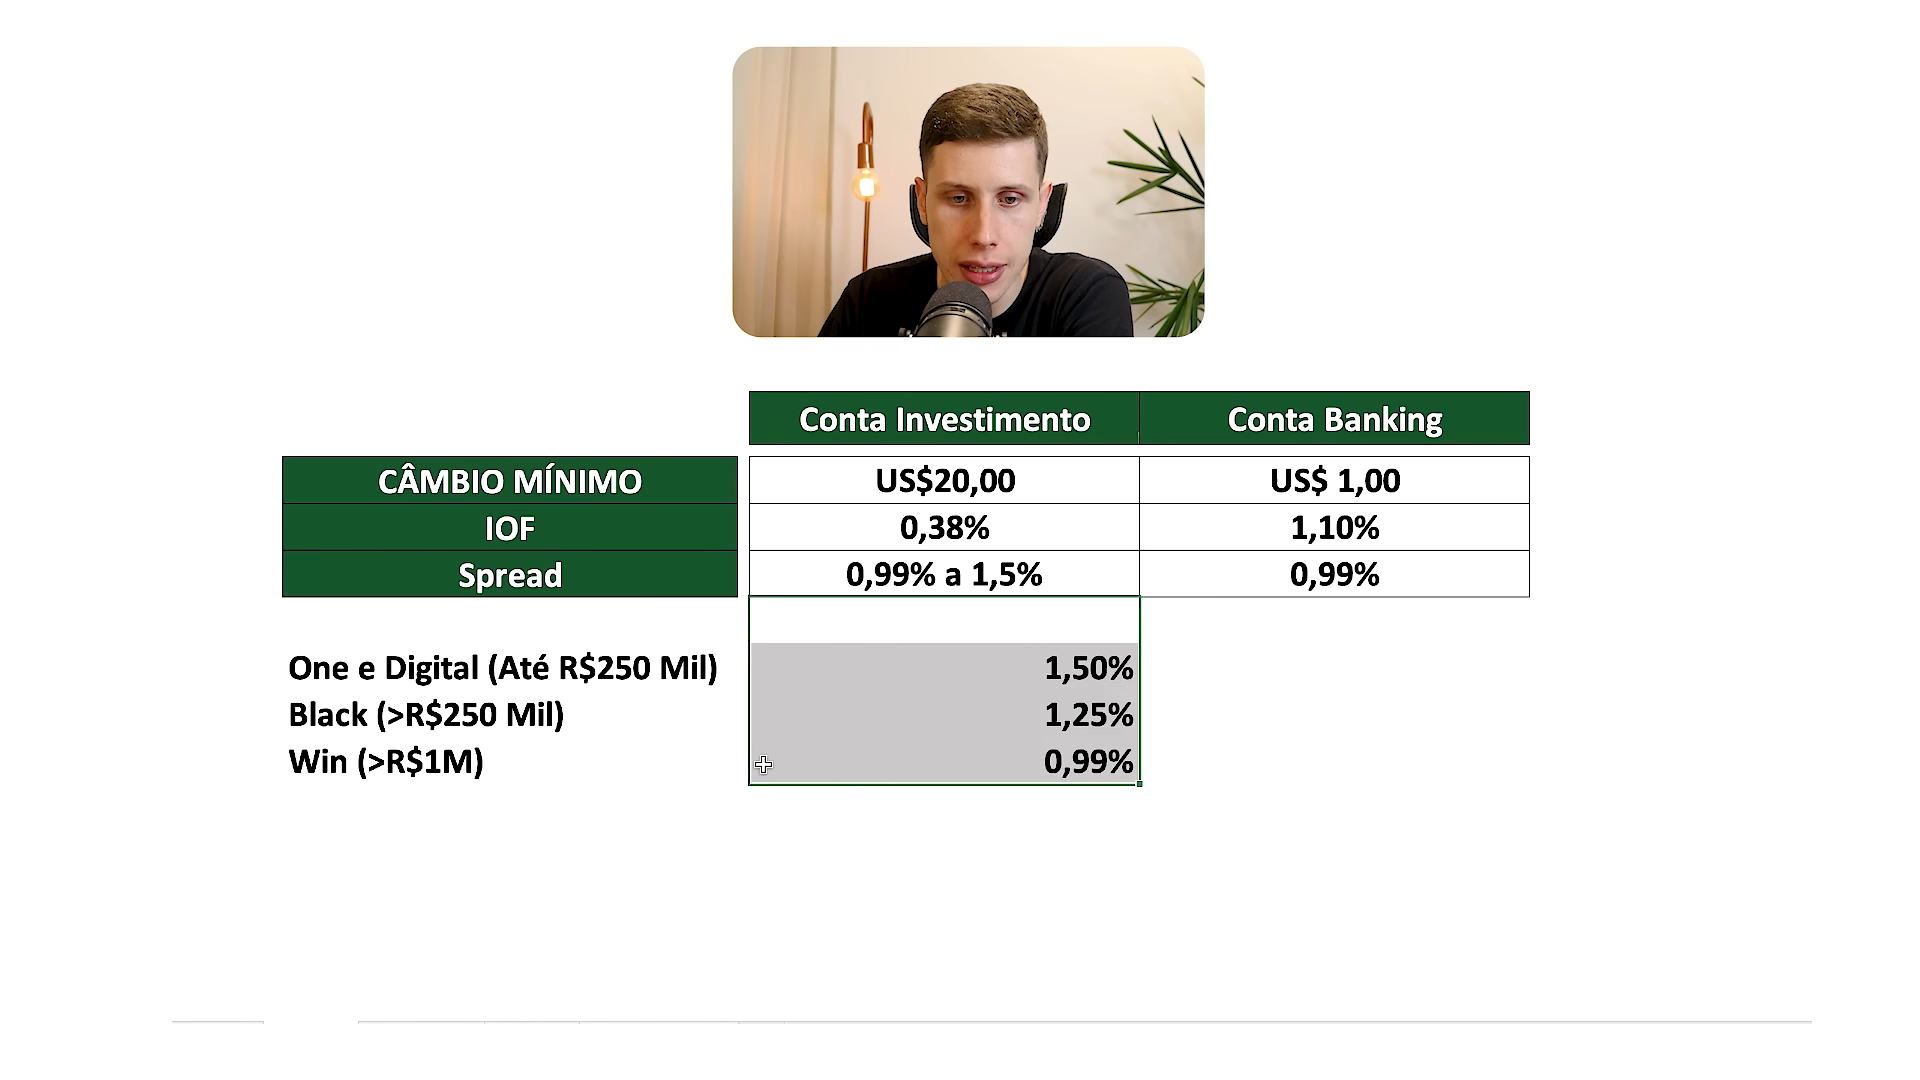 Conta Investimento Conta Banking
CÂMBIO MÍNIMO US$20,00 US$ 1,00
IOF 0,38% 1,10%
Spread 0,99% a 1,5% 0,99%
One e Digital (Até R$250 Mil) 1,50%
Black (>R$250 Mil) 1,25%
Win (>R$1M) 0,99%